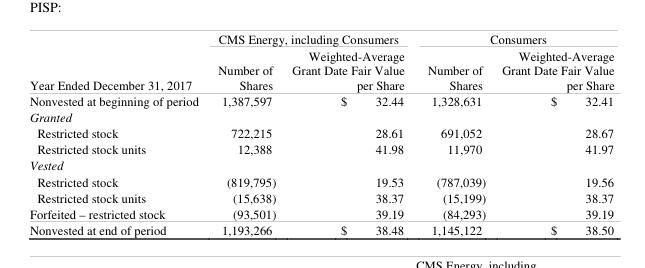 PISP:
CMS Energy, including Consumers Consumers
Weighted-Average Weighted-Average
Number of Grant Date Fair Value Number of Grant Date Fair Value
Year Ended December 31, 2017 Shares per Share Shares per Share
Nonvested at beginning of period 1,387,597 $ 32.44 1,328,631 $ 32.41
Granted
Restricted stock 722,215 28.61 691,052 28.67
Restricted stock units 12,388 41.98 11,970 41.97
Vested
Restricted stock (819,795) 19.53 (787,039) 19.56
Restricted stock units (15,638) 38.37 (15,199) 38.37
Forfeited – restricted stock (93,501) 39.19 (84,293) 39.19
Nonvested at end of period 1,193,266 $ 38.48 1,145,122 $ 38.50
CMS Energy, including